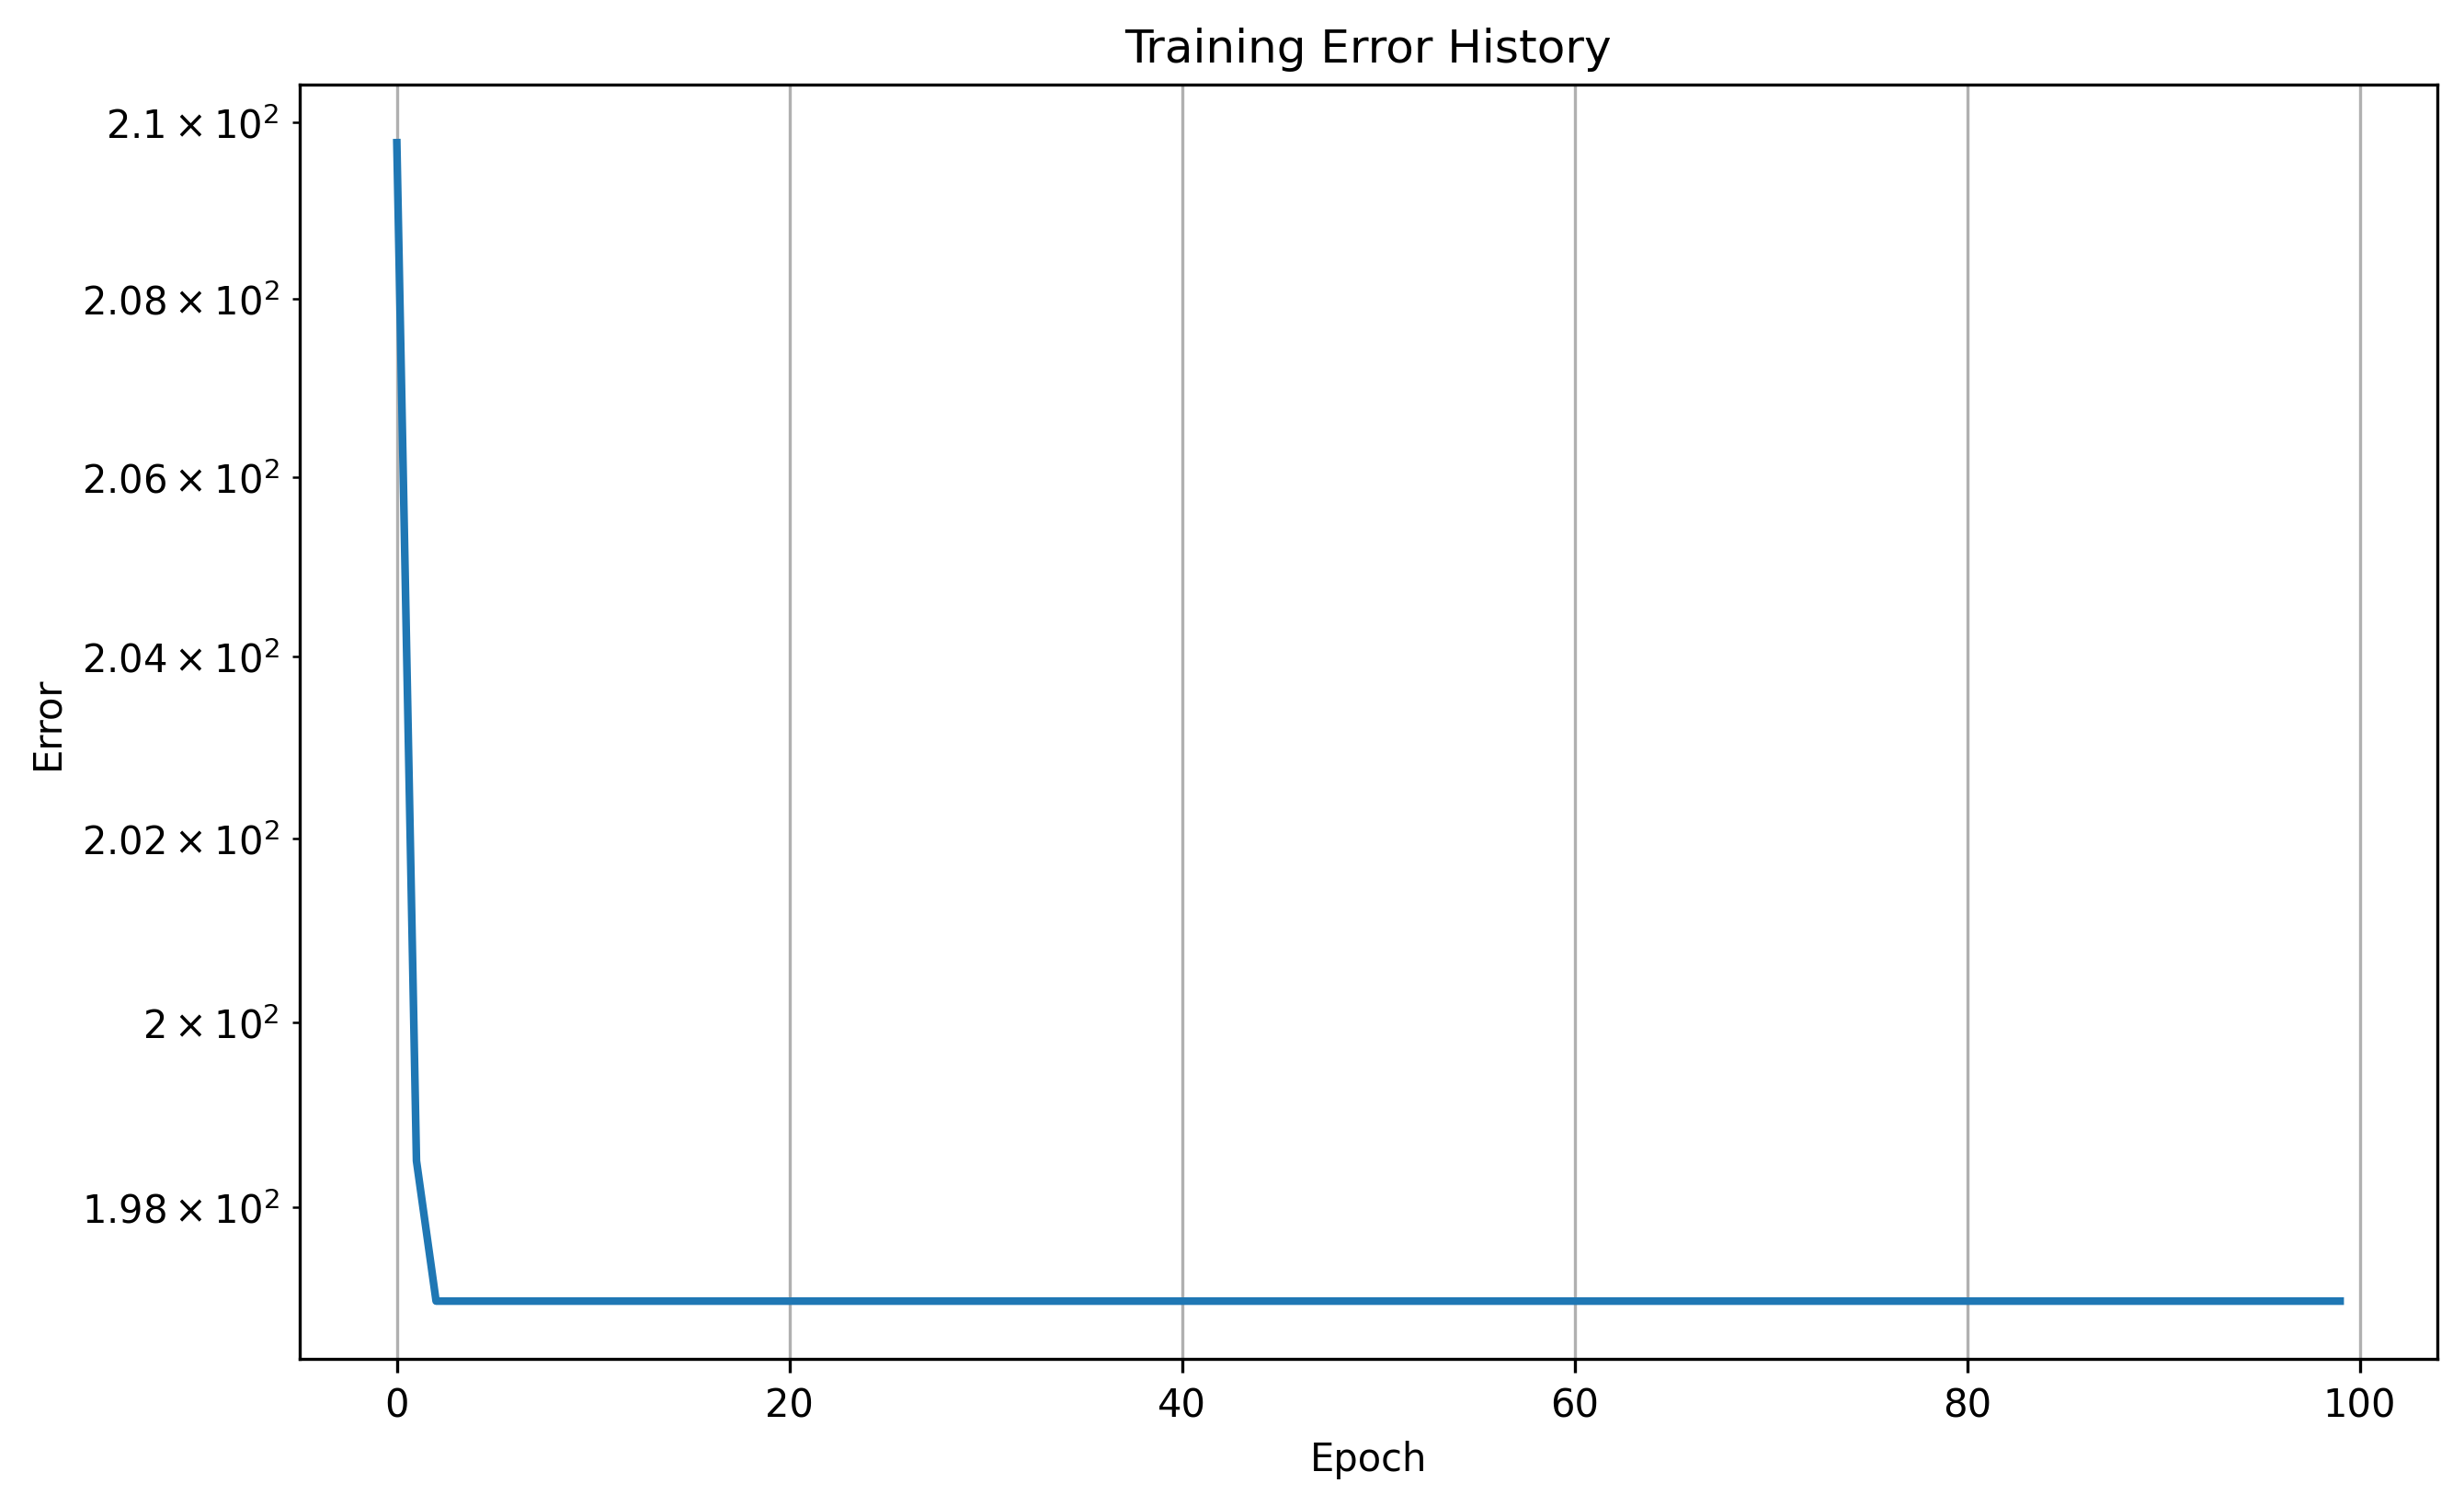 Training Error History
2.1 × 10²
2.08 × 10²
2.06 × 10²
2.04 × 10²
2.02 × 10²
2 × 10²
1.98 × 10²
Error
0 20 40 60 80 100
Epoch